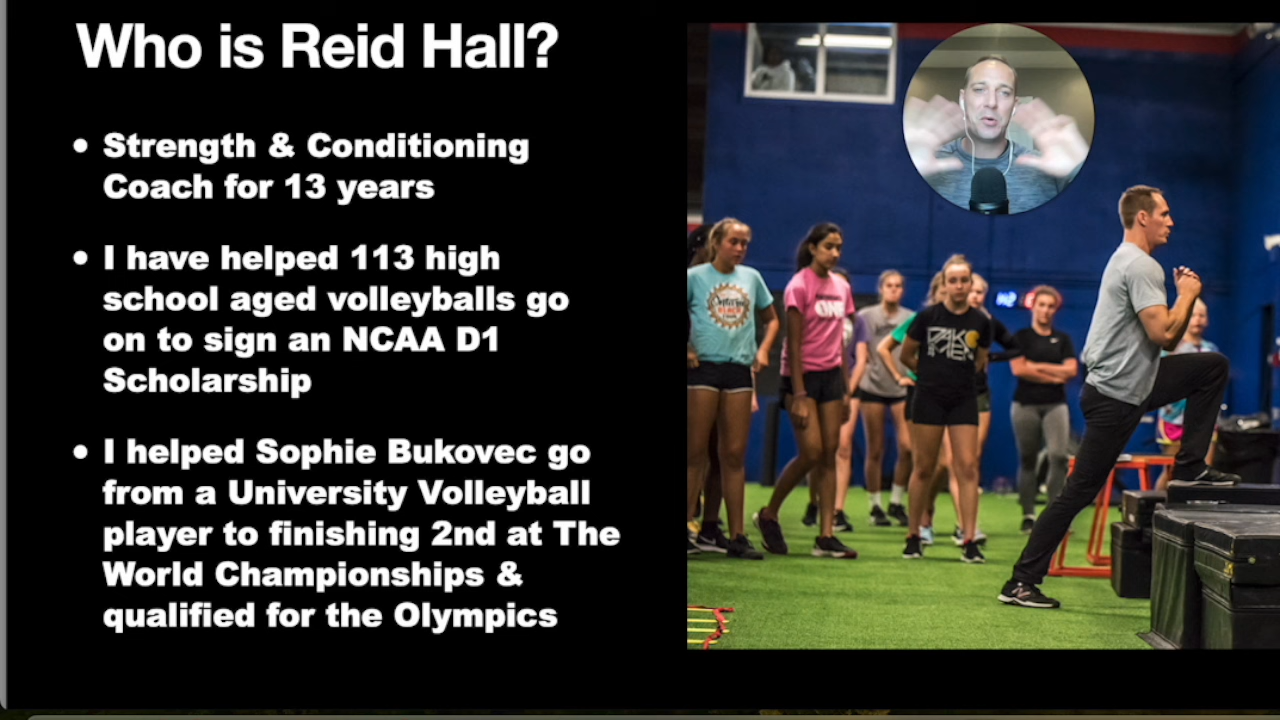 Who is Reid Hall?
• Strength & Conditioning
Coach for 13 years
• I have helped 113 high
school aged volleyballs go
on to sign an NCAA D1
Scholarship
• I helped Sophie Bukovec go
from a University Volleyball
player to finishing 2nd at The
World Championships &
qualified for the Olympics